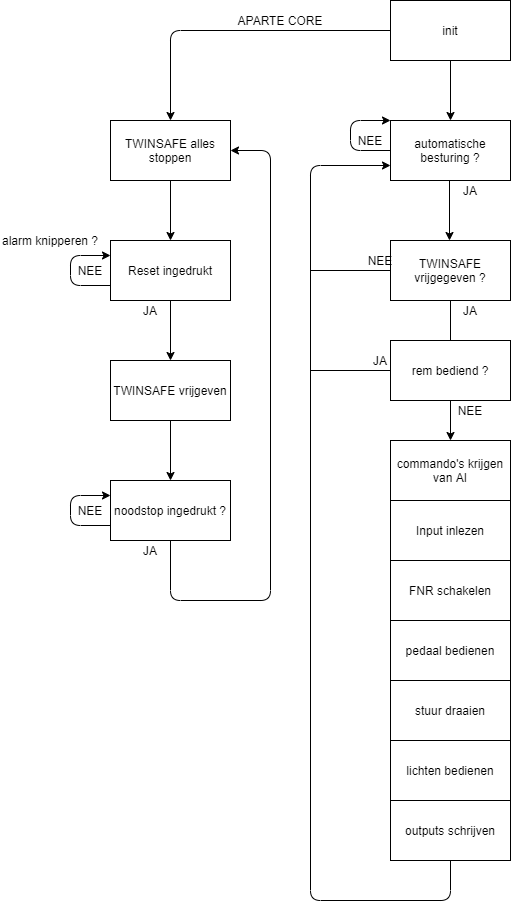 APARTE CORE
init
TWINSAFE alles
stoppen
NEE
automatische
besturing ?
JA
alarm knipperen ?
NEE
Reset ingedrukt
JA
NEE
TWINSAFE
vrijgegeven ?
JA
TWINSAFE vrijgeven
JA
rem bediend ?
NEE
NEE
noodstop ingedrukt ?
JA
commando's krijgen
van AI
Input inlezen
FNR schakelen
pedaal bedienen
stuur draaien
lichten bedienen
outputs schrijven